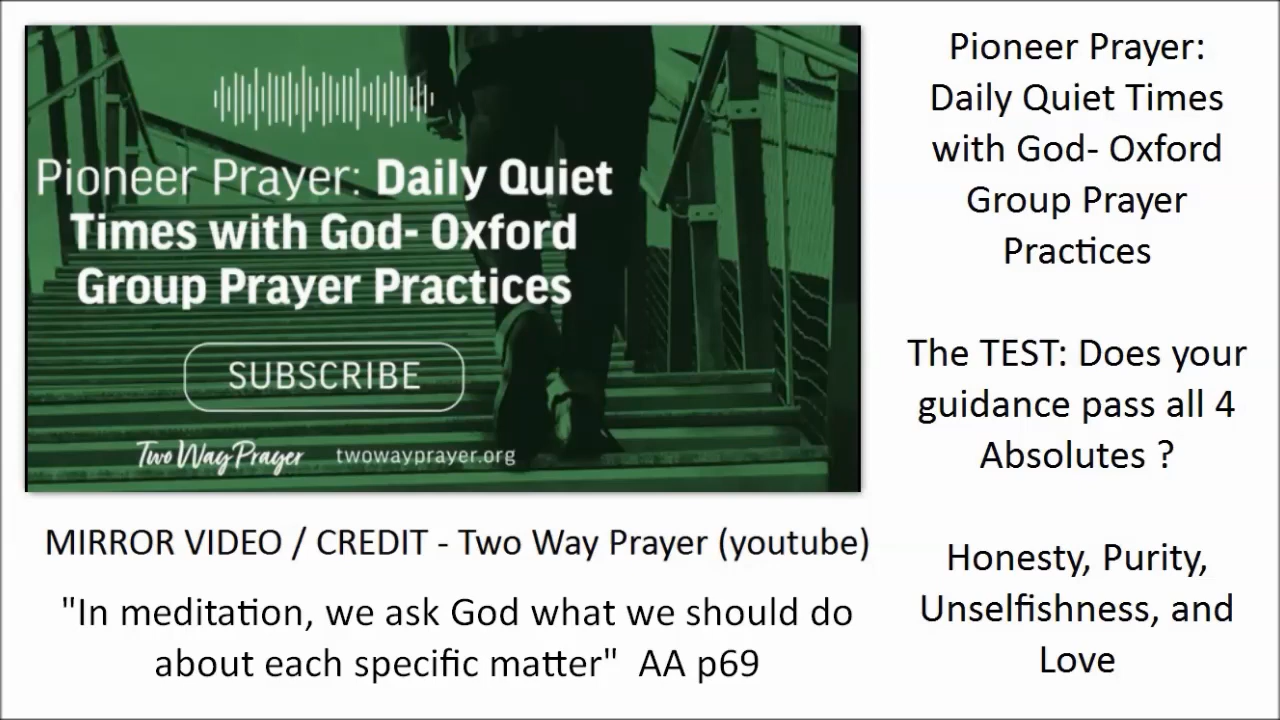 Pioneer Prayer: Daily Quiet
Times with God- Oxford
Group Prayer Practices
SUBSCRIBE
Two Way Prayer twowayprayer.org
MIRROR VIDEO / CREDIT - Two Way Prayer (youtube)
"In meditation, we ask God what we should do
about each specific matter" AA p69
Pioneer Prayer:
Daily Quiet Times
with God- Oxford
Group Prayer
Practices
The TEST: Does your
guidance pass all 4
Absolutes ?
Honesty, Purity,
Unselfishness, and
Love